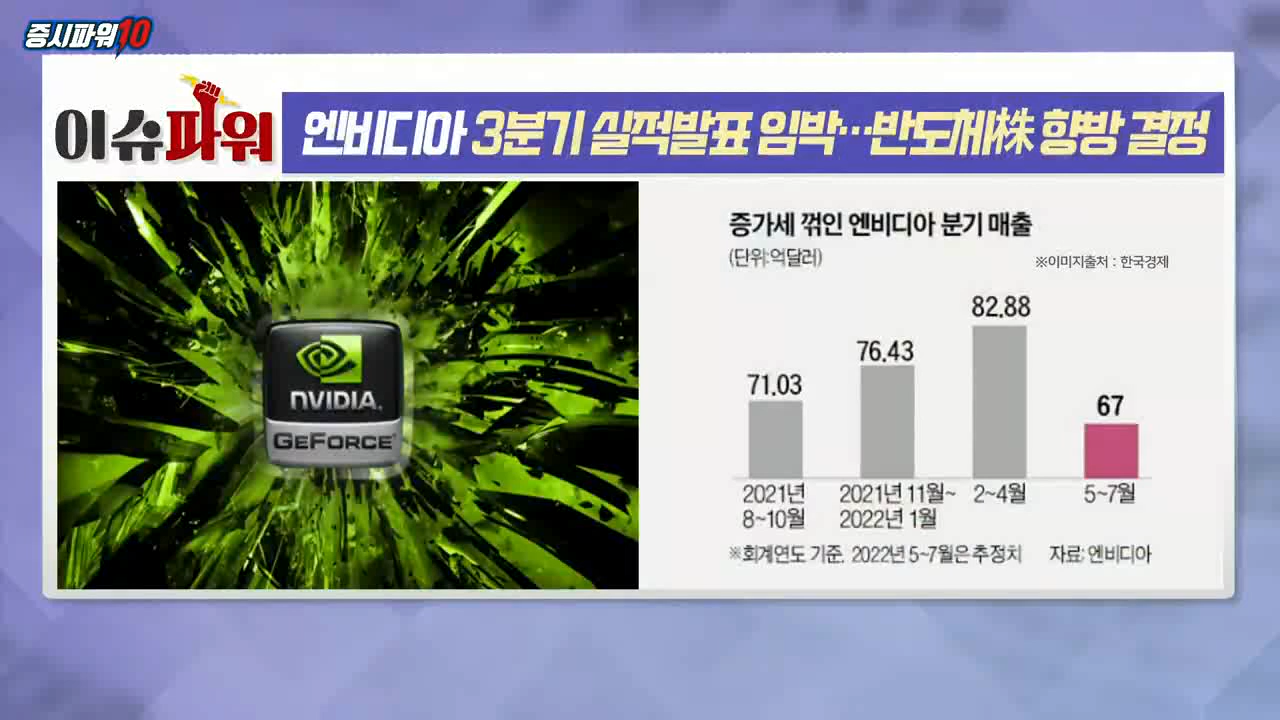 증시파워10
이슈파워
엔비디아 3분기 실적발표 임박…반도체株 향방 결정
NVIDIA.
GEFORCE
증가세 꺾인 엔비디아 분기 매출
(단위:억달러)
※이미지출처 : 한국경제
71.03
76.43
82.88
67
2021년
8~10월
2021년 11월~
2022년 1월
2~4월
5~7월
※회계연도 기준. 2022년 5~7월은 추정치 자료: 엔비디아